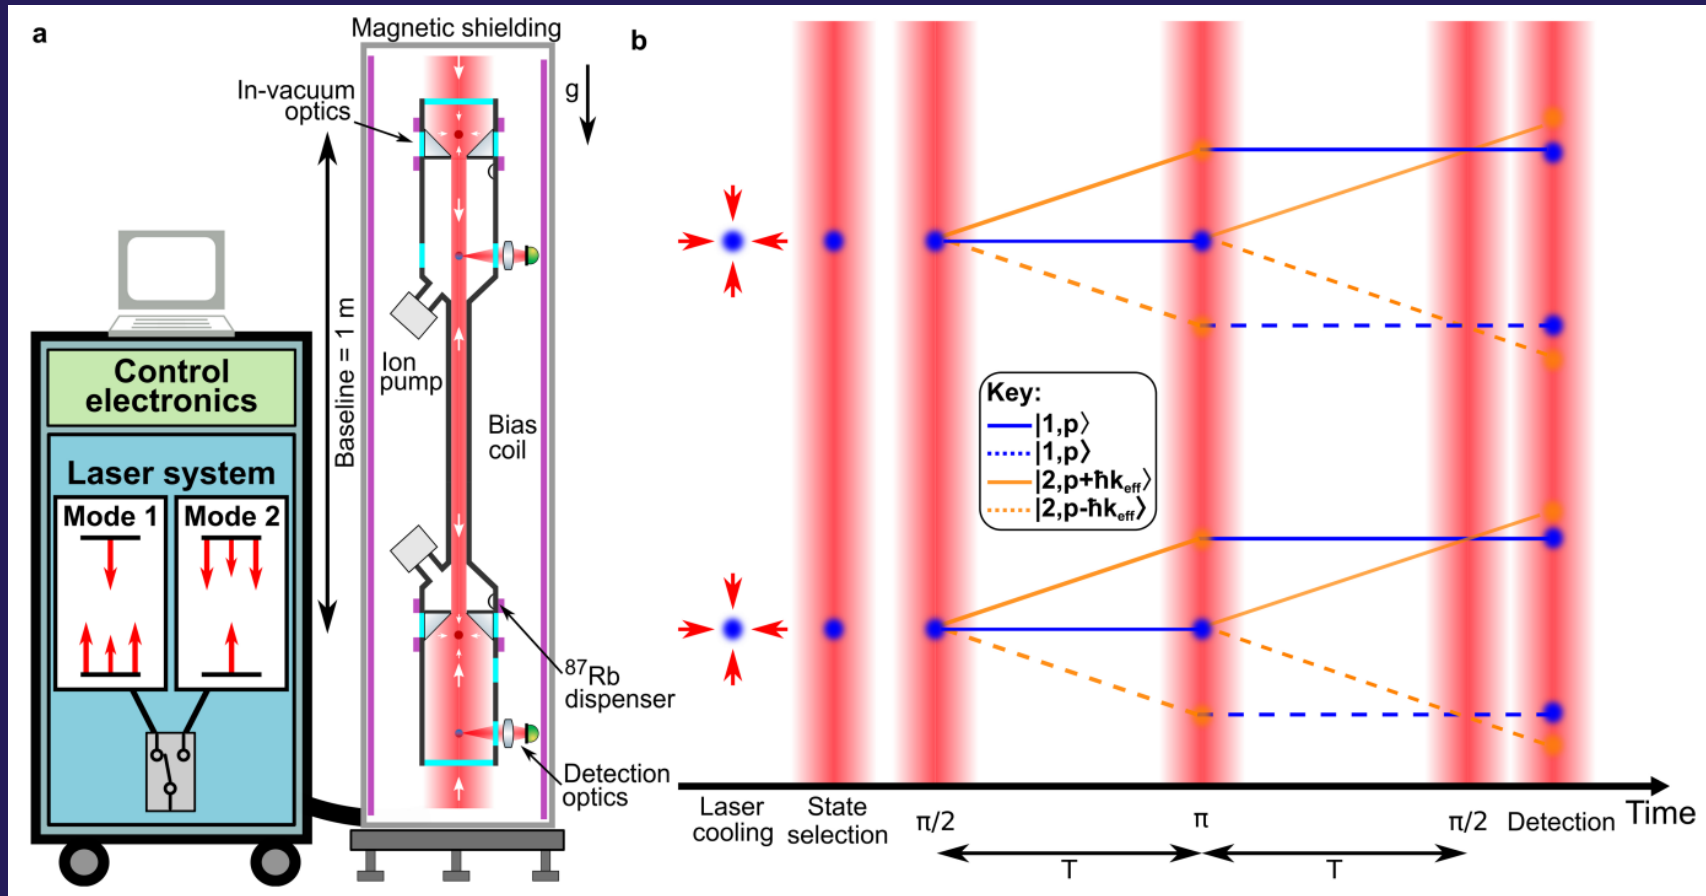 a
Magnetic shielding
In-vacuum
optics
g
Baseline = 1 m
Ion
pump
Bias
coil
87Rb
dispenser
Detection
optics
Control
electronics
Laser system
Mode 1
Mode 2
b
Key:
|1,p⟩
|1,p⟩
|2,p+ħkeff⟩
|2,p-ħkeff⟩
Laser
cooling
State
selection
π/2
π
π/2
Detection
Time
T
T